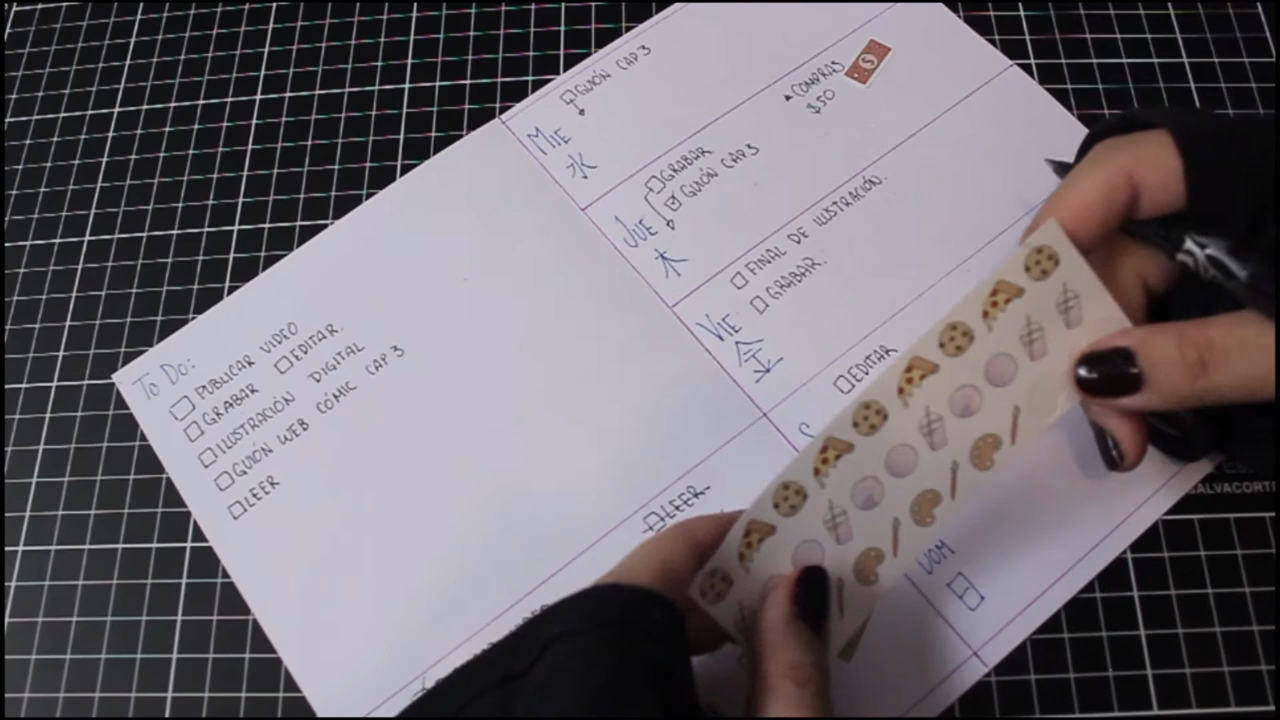 □ GUIÓN CAP 3
MIE
水
▲ COMPRAS
$50
$
□ GRABAR
☑ GUIÓN CAP 3
JUE
木
□ FINAL DE ILUSTRACIÓN.
□ GRABAR.
VIE
金
□ EDITAR
DOM
日
TO DO:
□ PUBLICAR VIDEO
□ GRABAR □ EDITAR.
□ ILUSTRACIÓN DIGITAL
□ GUIÓN WEB CÓMIC CAP 3
□ LEER
□ LEER
SALVACORT